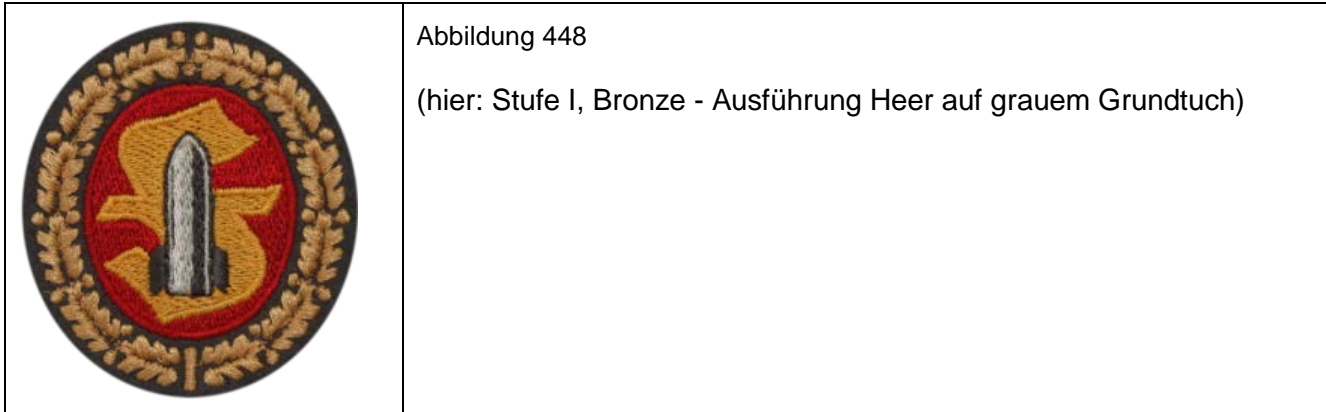 Abbildung 448
(hier: Stufe I, Bronze - Ausführung Heer auf grauem Grundtuch)